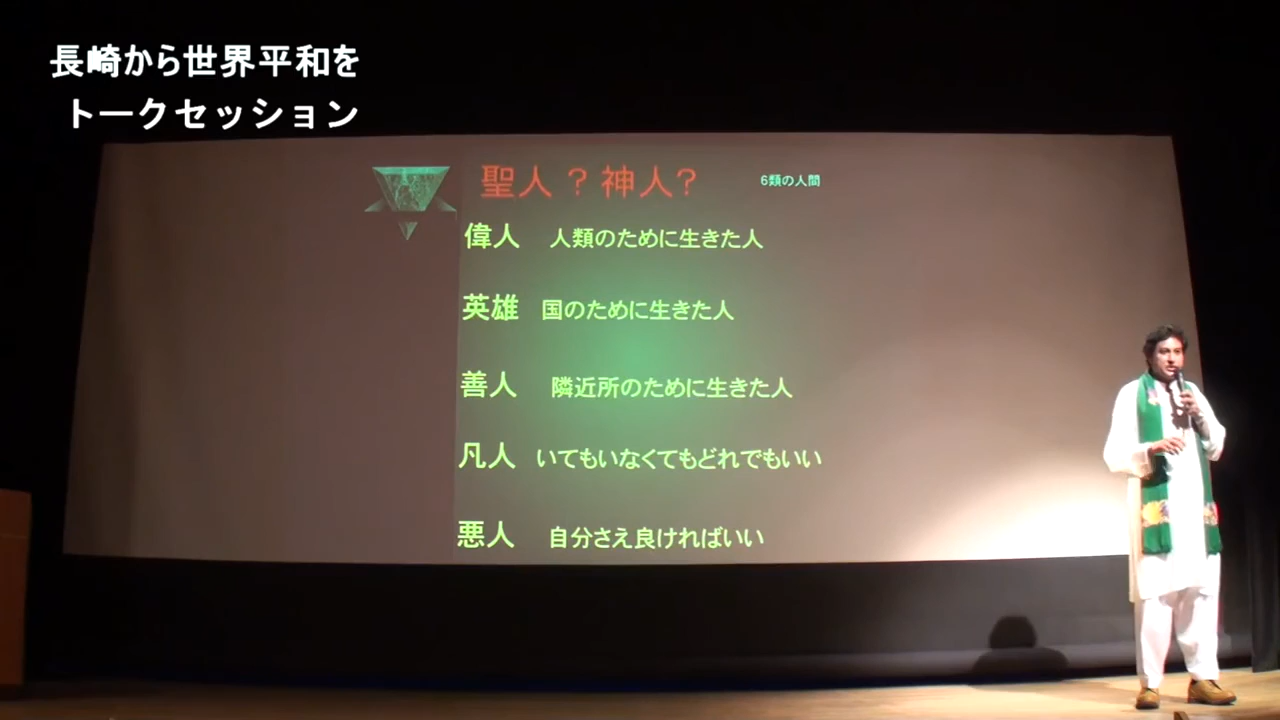 長崎から世界平和を
トークセッション
聖人？神人？ 6類の人間
偉人 人類のために生きた人
英雄 国のために生きた人
善人 隣近所のために生きた人
凡人 いてもいなくてもどれでもいい
悪人 自分さえ良ければいい